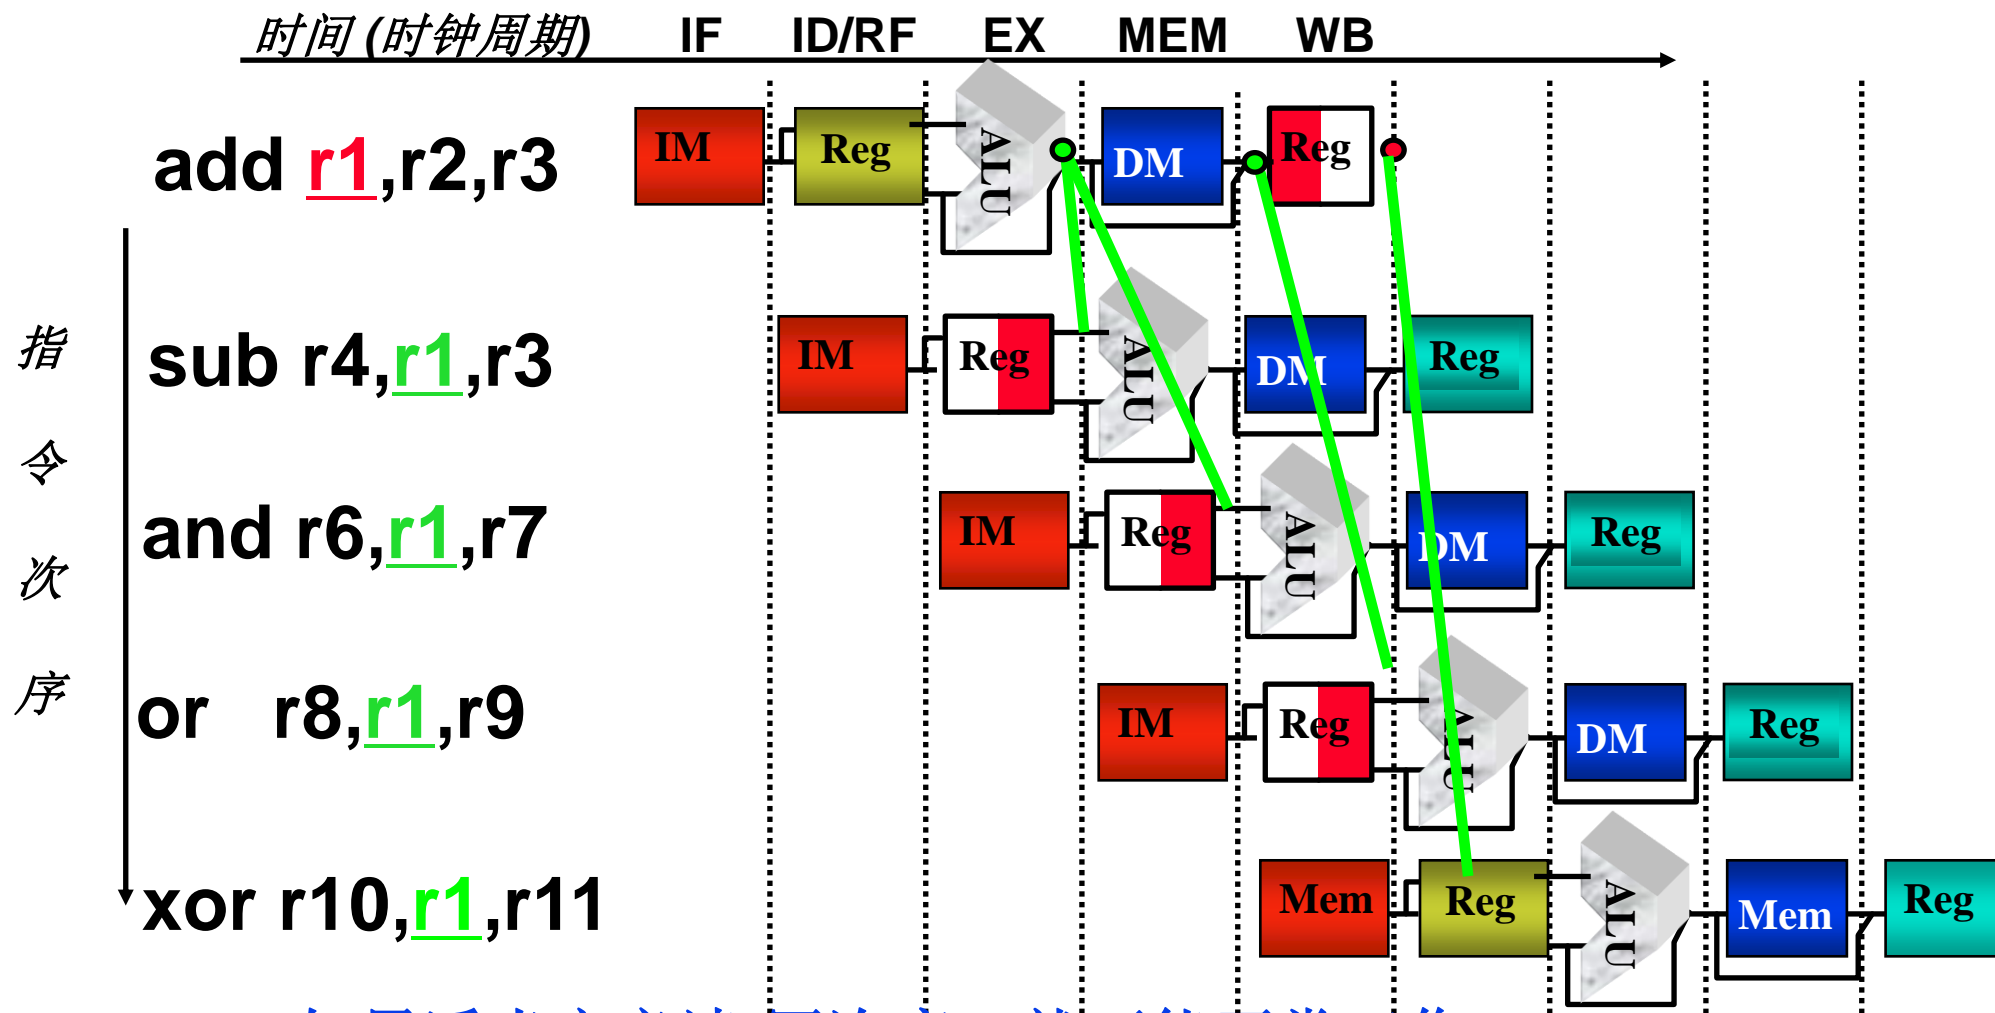 时间 (时钟周期) IF ID/RF EX MEM WB
add r1,r2,r3 IM Reg ALU DM Reg
sub r4,r1,r3 IM Reg ALU DM Reg
and r6,r1,r7 IM Reg ALU DM Reg
or r8,r1,r9 IM Reg ALU DM Reg
xor r10,r1,r11 Mem Reg ALU Mem Reg
指令次序